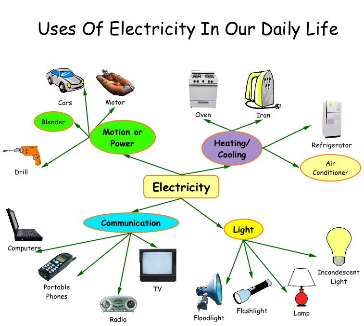 Uses Of Electricity In Our Daily Life
Cars
Motor
Oven
Iron
Blender
Motion or
Power
Heating/
Cooling
Refrigerator
Drill
Air
Conditioner
Electricity
Communication
Light
Computers
Portable
Phones
Radio
TV
Floodlight
Flashlight
Lamp
Incandescent
Light